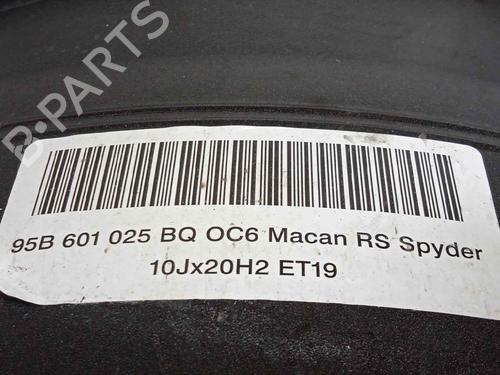 B-PARTS
95B 601 025 BQ OC6 Macan RS Spyder
10Jx20H2 ET19